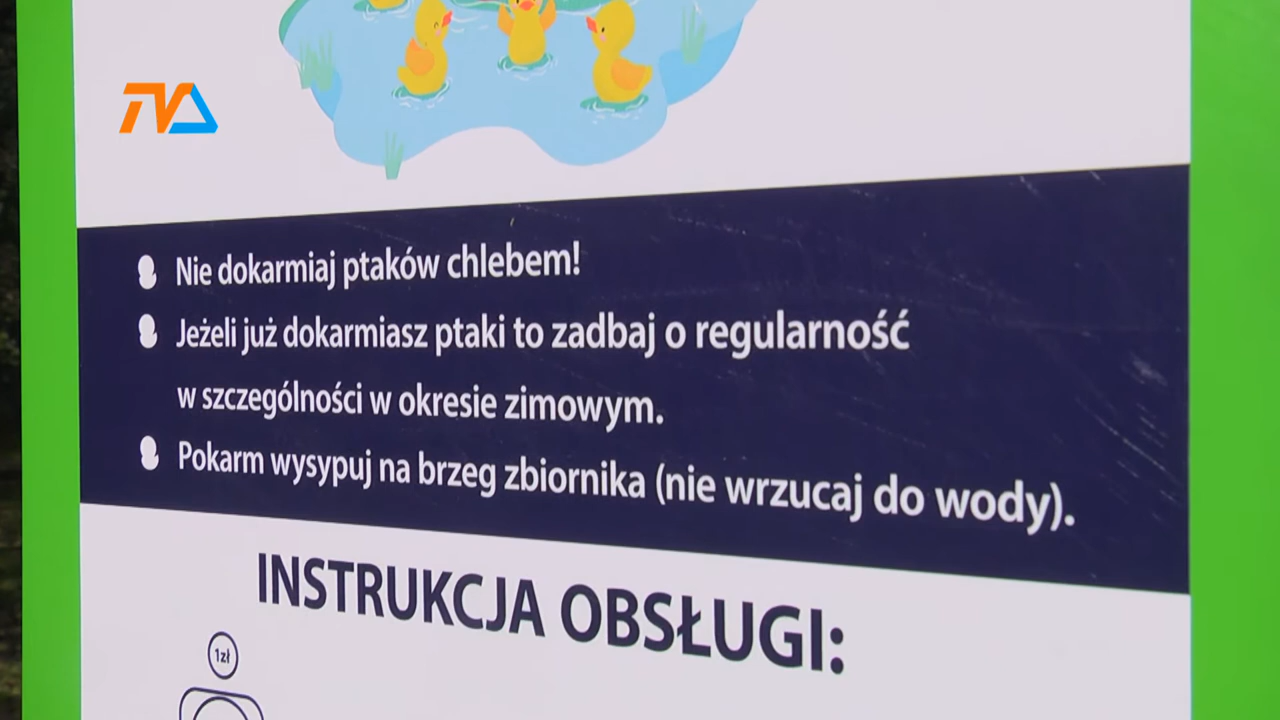 TVA
Nie dokarmiaj ptaków chlebem!
Jeżeli już dokarmiasz ptaki to zadbaj o regularność
w szczególności w okresie zimowym.
Pokarm wysypuj na brzeg zbiornika (nie wrzucaj do wody).
INSTRUKCJA OBSŁUGI:
1zł